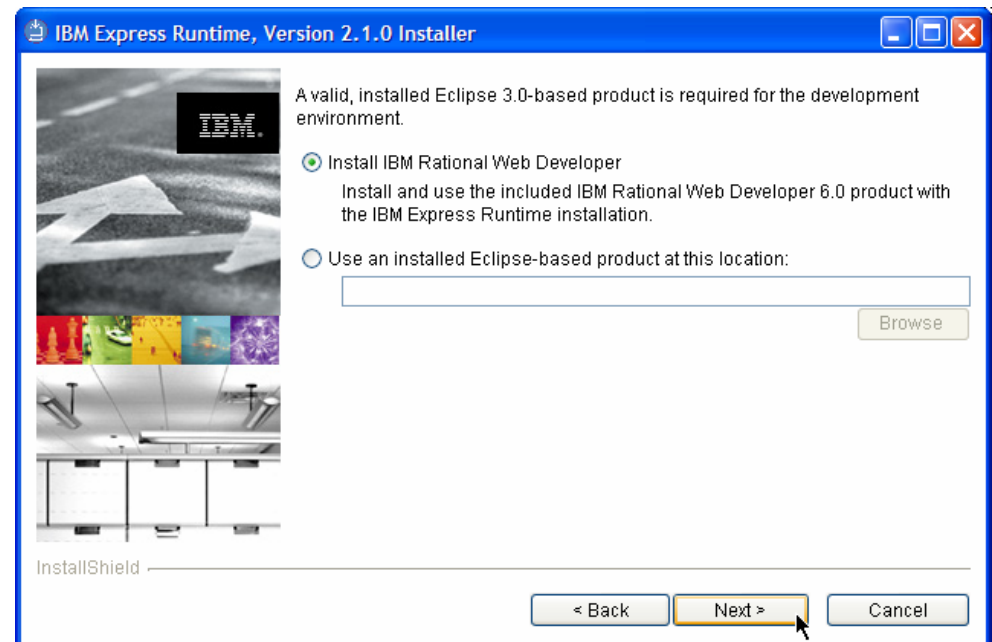 IBM Express Runtime, Version 2.1.0 Installer
IBM.
A valid, installed Eclipse 3.0-based product is required for the development
environment.
Install IBM Rational Web Developer
Install and use the included IBM Rational Web Developer 6.0 product with
the IBM Express Runtime installation.
Use an installed Eclipse-based product at this location:
Browse
InstallShield
< Back
Next >
Cancel